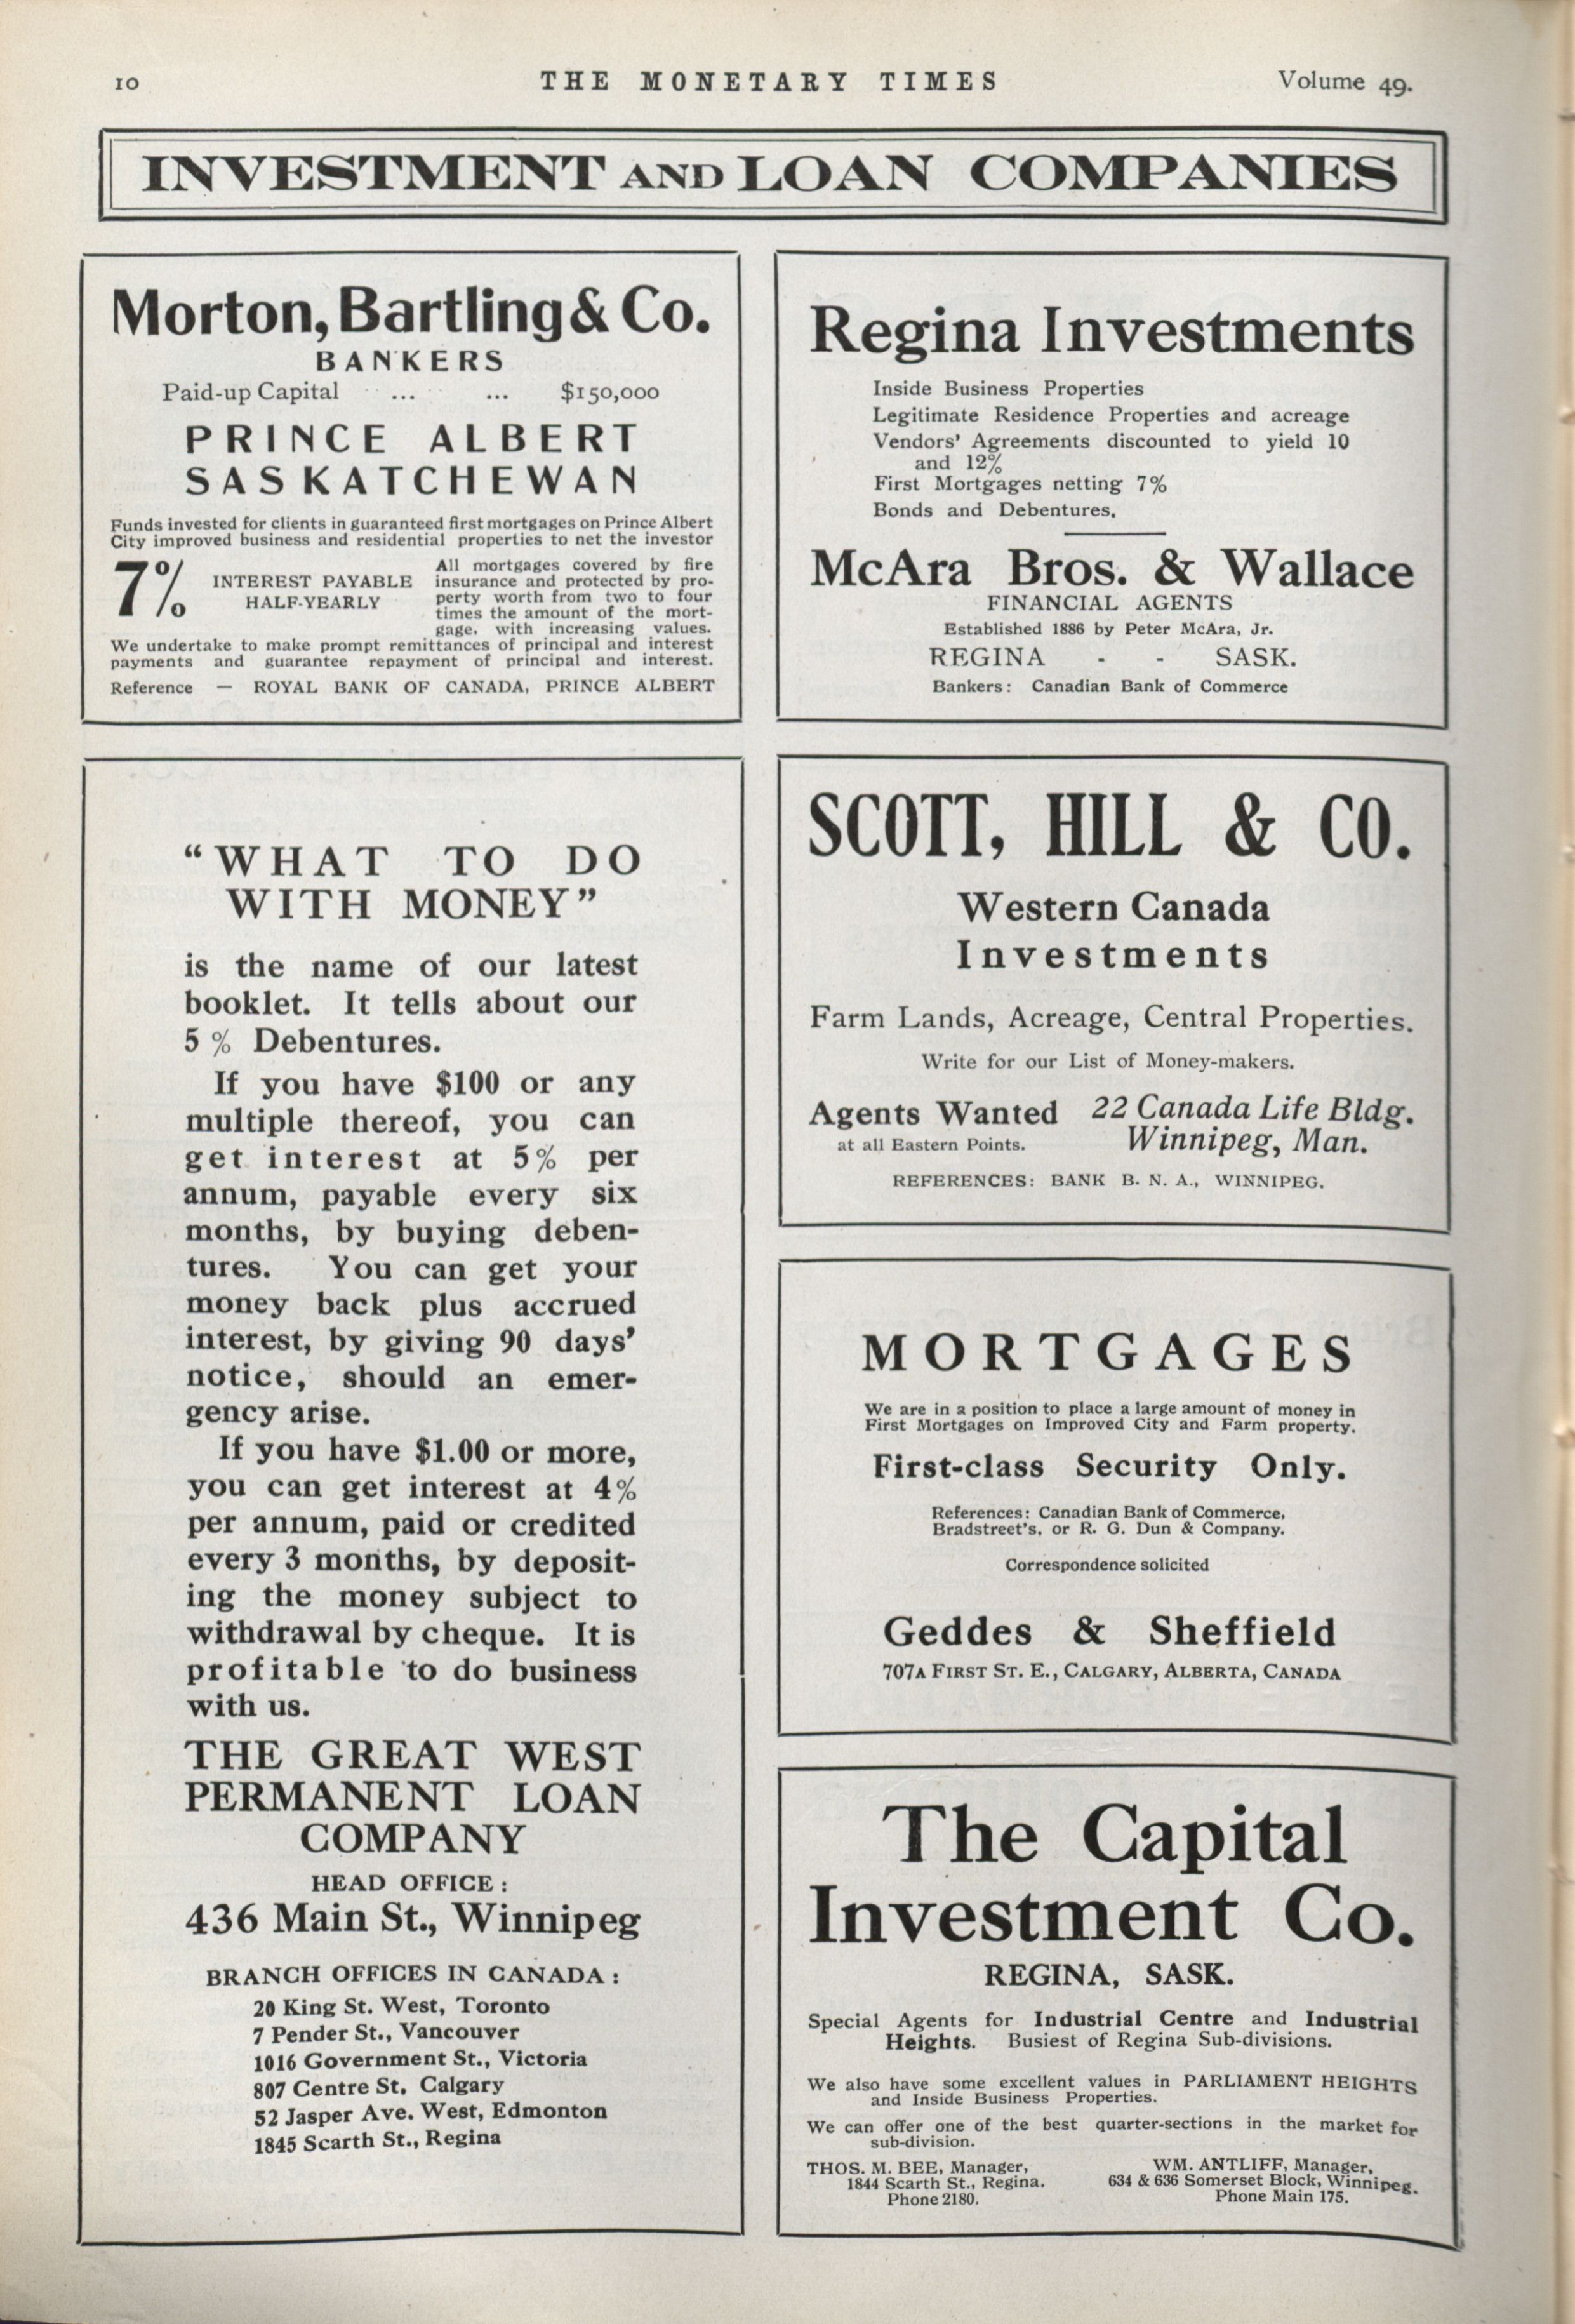 10
THE MONETARY TIMES
Volume 49.
INVESTMENT AND LOAN COMPANIES
Morton, Bartling & Co.
BANKERS
Paid-up Capital ... ... $150,000
PRINCE ALBERT
SASKATCHEWAN
Funds invested for clients in guaranteed first mortgages on Prince Albert
City improved business and residential properties to net the investor
7% INTEREST PAYABLE
HALF-YEARLY
All mortgages covered by fire
insurance and protected by pro-
perty worth from two to four
times the amount of the mort-
gage, with increasing values.
We undertake to make prompt remittances of principal and interest
payments and guarantee repayment of principal and interest.
Reference — ROYAL BANK OF CANADA, PRINCE ALBERT
"WHAT TO DO
WITH MONEY"
is the name of our latest
booklet. It tells about our
5 % Debentures.
If you have $100 or any
multiple thereof, you can
get interest at 5% per
annum, payable every six
months, by buying deben-
tures. You can get your
money back plus accrued
interest, by giving 90 days'
notice, should an emer-
gency arise.
If you have $1.00 or more,
you can get interest at 4%
per annum, paid or credited
every 3 months, by deposit-
ing the money subject to
withdrawal by cheque. It is
profitable to do business
with us.
THE GREAT WEST
PERMANENT LOAN
COMPANY
HEAD OFFICE:
436 Main St., Winnipeg
BRANCH OFFICES IN CANADA:
20 King St. West, Toronto
7 Pender St., Vancouver
1016 Government St., Victoria
807 Centre St. Calgary
52 Jasper Ave. West, Edmonton
1845 Scarth St., Regina
Regina Investments
Inside Business Properties
Legitimate Residence Properties and acreage
Vendors' Agreements discounted to yield 10
and 12%
First Mortgages netting 7%
Bonds and Debentures.
McAra Bros. & Wallace
FINANCIAL AGENTS
Established 1886 by Peter McAra, Jr.
REGINA - - SASK.
Bankers: Canadian Bank of Commerce
SCOTT, HILL & CO.
Western Canada
Investments
Farm Lands, Acreage, Central Properties.
Write for our List of Money-makers.
Agents Wanted
at all Eastern Points.
22 Canada Life Bldg.
Winnipeg, Man.
REFERENCES: BANK B. N. A., WINNIPEG.
MORTGAGES
We are in a position to place a large amount of money in
First Mortgages on Improved City and Farm property.
First-class Security Only.
References: Canadian Bank of Commerce,
Bradstreet's, or R. G. Dun & Company.
Correspondence solicited
Geddes & Sheffield
707A FIRST ST. E., CALGARY, ALBERTA, CANADA
The Capital
Investment Co.
REGINA, SASK.
Special Agents for Industrial Centre and Industrial
Heights. Busiest of Regina Sub-divisions.
We also have some excellent values in PARLIAMENT HEIGHTS
and Inside Business Properties.
We can offer one of the best quarter-sections in the market for
sub-division.
THOS. M. BEE, Manager,
1844 Scarth St., Regina.
Phone 2180.
WM. ANTLIFF, Manager,
634 & 636 Somerset Block, Winnipeg.
Phone Main 175.